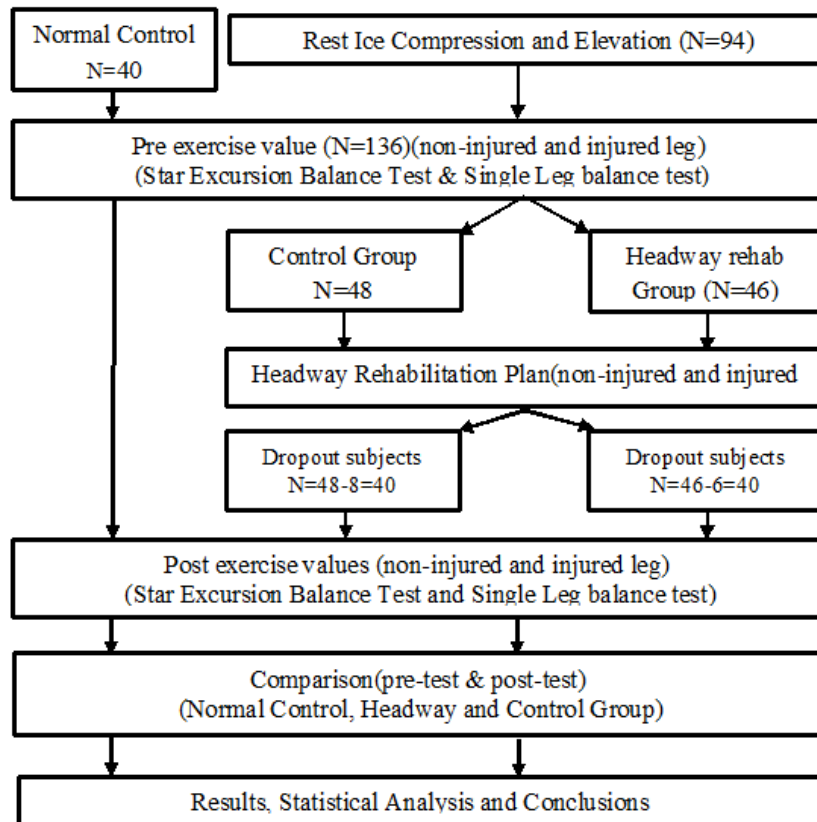 Normal Control
N=40
Rest Ice Compression and Elevation (N=94)
Pre exercise value (N=136)(non-injured and injured leg)
(Star Excursion Balance Test & Single Leg balance test)
Control Group
N=48
Headway rehab
Group (N=46)
Headway Rehabilitation Plan(non-injured and injured
Dropout subjects
N=48-8=40
Dropout subjects
N=46-6=40
Post exercise values (non-injured and injured leg)
(Star Excursion Balance Test and Single Leg balance test)
Comparison(pre-test & post-test)
(Normal Control, Headway and Control Group)
Results, Statistical Analysis and Conclusions